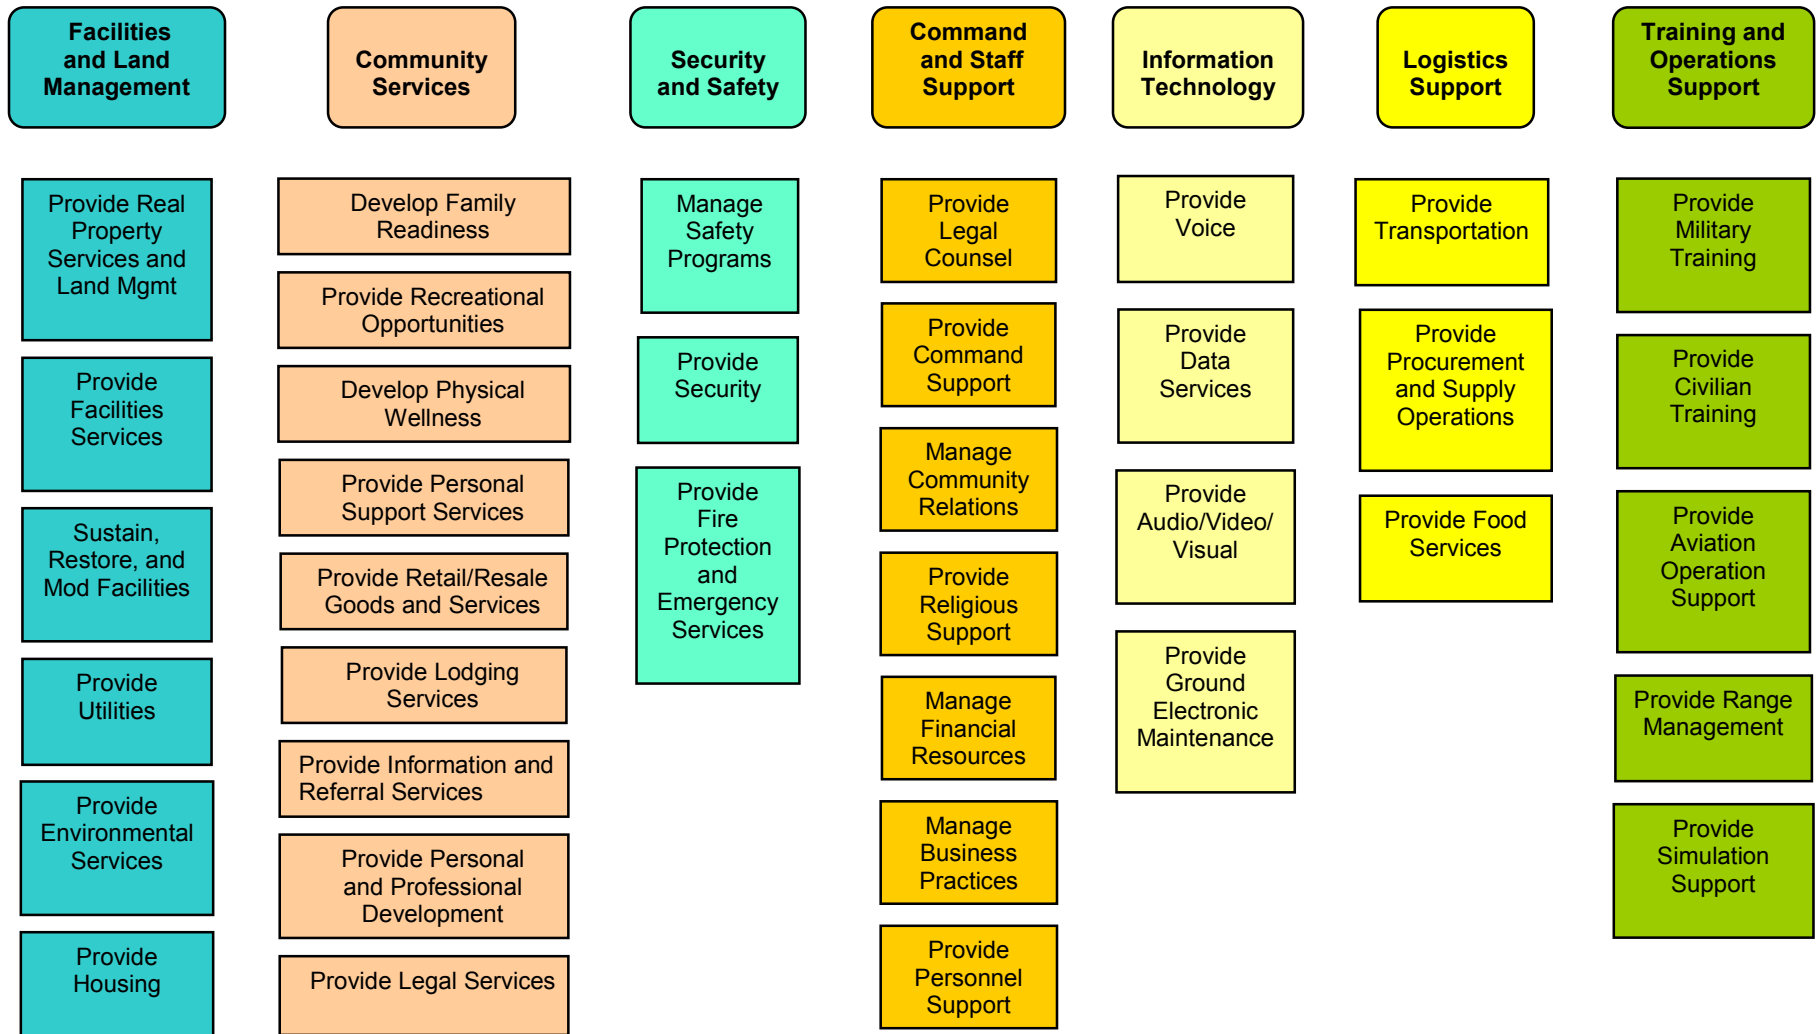 Facilities
and Land
Management
Community
Services
Security
and Safety
Command
and Staff
Support
Information
Technology
Logistics
Support
Training and
Operations
Support
Provide Real
Property
Services and
Land Mgmt
Provide
Facilities
Services
Sustain,
Restore, and
Mod Facilities
Provide
Utilities
Provide
Environmental
Services
Provide
Housing
Develop Family
Readiness
Provide Recreational
Opportunities
Develop Physical
Wellness
Provide Personal
Support Services
Provide Retail/Resale
Goods and Services
Provide Lodging
Services
Provide Information and
Referral Services
Provide Personal
and Professional
Development
Provide Legal Services
Manage
Safety
Programs
Provide
Security
Provide
Fire
Protection
and
Emergency
Services
Provide
Legal
Counsel
Provide
Command
Support
Manage
Community
Relations
Provide
Religious
Support
Manage
Financial
Resources
Manage
Business
Practices
Provide
Personnel
Support
Provide
Voice
Provide
Data
Services
Provide
Audio/Video/
Visual
Provide
Ground
Electronic
Maintenance
Provide
Transportation
Provide
Procurement
and Supply
Operations
Provide Food
Services
Provide
Military
Training
Provide
Civilian
Training
Provide
Aviation
Operation
Support
Provide Range
Management
Provide
Simulation
Support